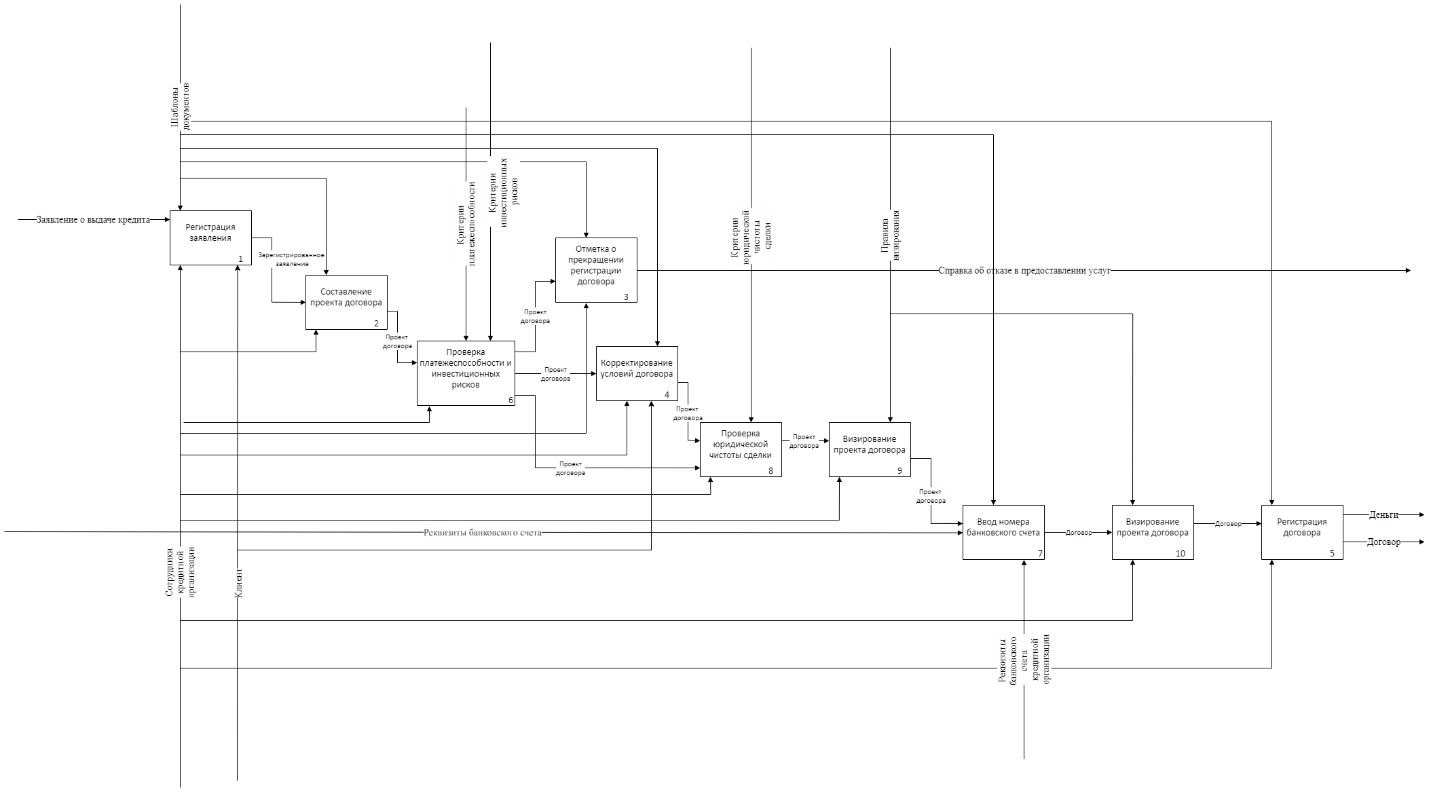 Шаблоны
документов
Критерии
платежеспособности
Критерии
инвестиционных
рисков
Критерии
юридической
чистоты
сделки
Правила
визирования
Заявление о выдаче кредита
Регистрация
заявления
1
Зарегистрированное
заявление
Составление
проекта договора
2
Проект
договора
Проверка
платежеспособности и
инвестиционных
рисков
6
Проект
договора
Отметка о
прекращении
регистрации
договора
3
Справка об отказе в предоставлении услуг
Проект
договора
Корректирование
условий договора
4
Проект
договора
Проект
договора
Проверка
юридической
чистоты сделки
8
Проект
договора
Визирование
проекта договора
9
Проект
договора
Реквизиты банковского счета
Ввод номера
банковского счета
7
Договор
Визирование
проекта договора
10
Договор
Регистрация
договора
5
Деньги
Договор
Сотрудники
кредитной
организации
Клиент
Реквизиты
банковского
счета
кредитной
организации